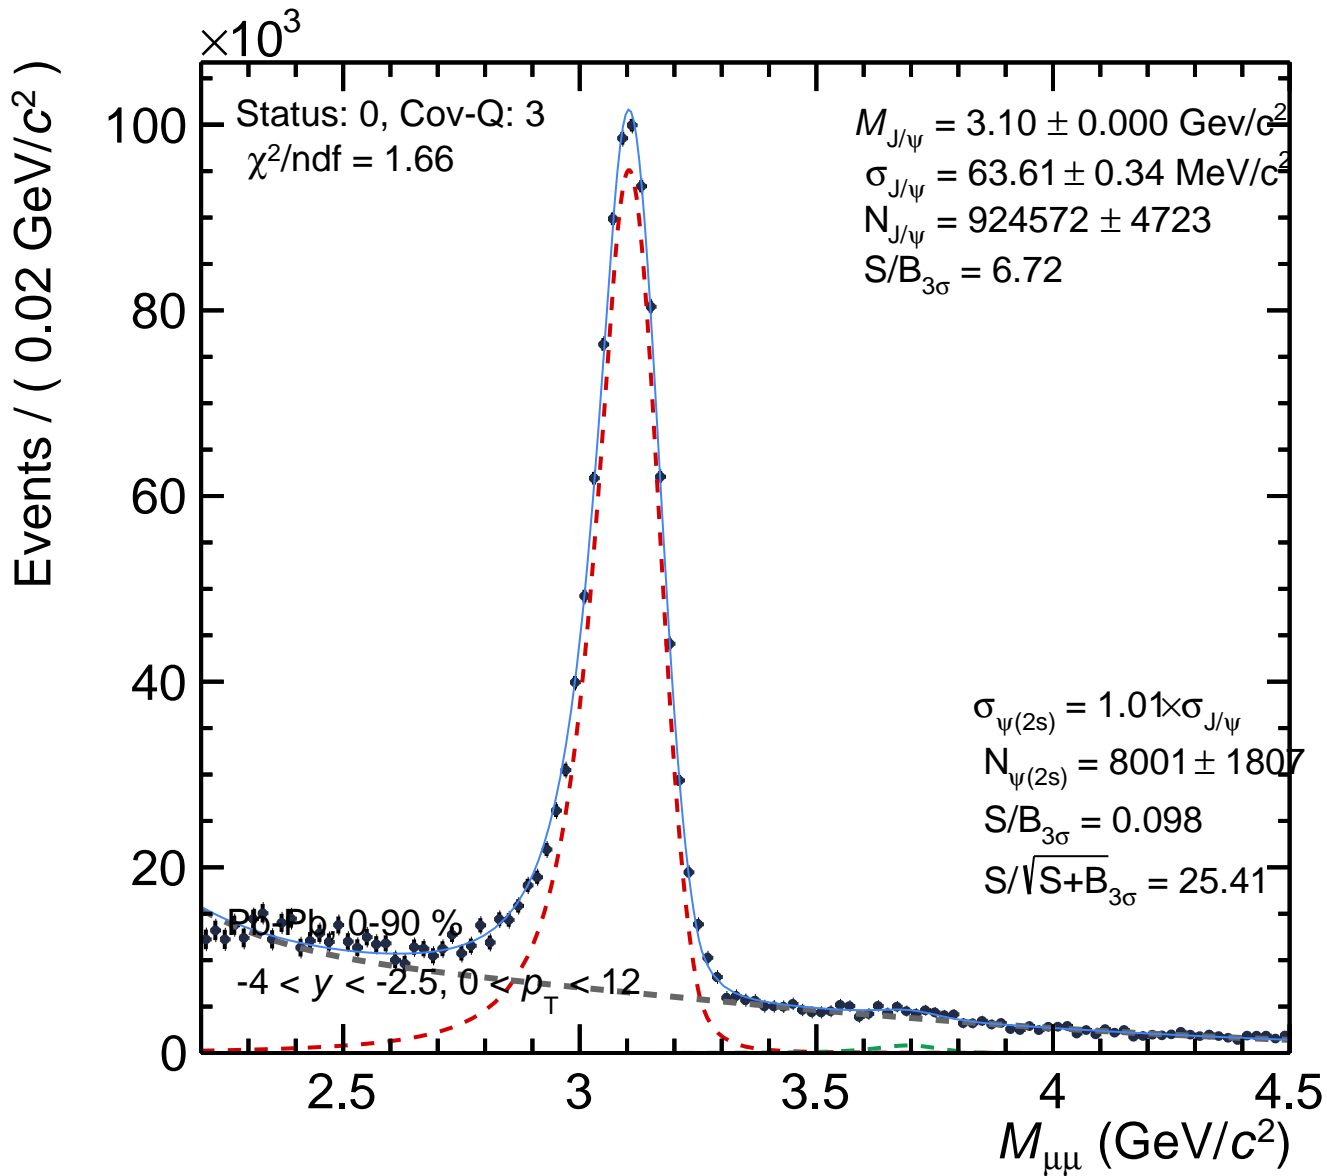 ×10³
Events / ( 0.02 GeV/c²)
100
80
60
40
20
0
Status: 0, Cov-Q: 3
χ²/ndf = 1.66
M_J/ψ = 3.10 ± 0.000 Gev/c²
σ_J/ψ = 63.61 ± 0.34 MeV/c²
N_J/ψ = 924572 ± 4723
S/B_3σ = 6.72
σ_ψ(2s) = 1.01×σ_J/ψ
N_ψ(2s) = 8001 ± 1807
S/B_3σ = 0.098
S/√S+B_3σ = 25.41
Pb-Pb, 0-90 %
-4 < y < -2.5, 0 < p_T < 12
2.5 3 3.5 4 4.5
M_μμ (GeV/c²)